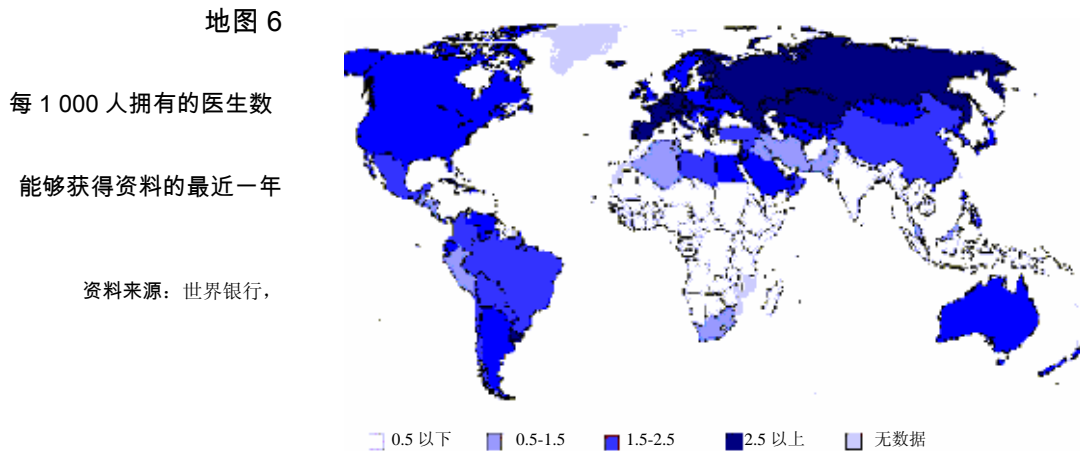 地图 6
每 1 000 人拥有的医生数
能够获得资料的最近一年
资料来源：世界银行，
0.5 以下 0.5-1.5 1.5-2.5 2.5 以上 无数据